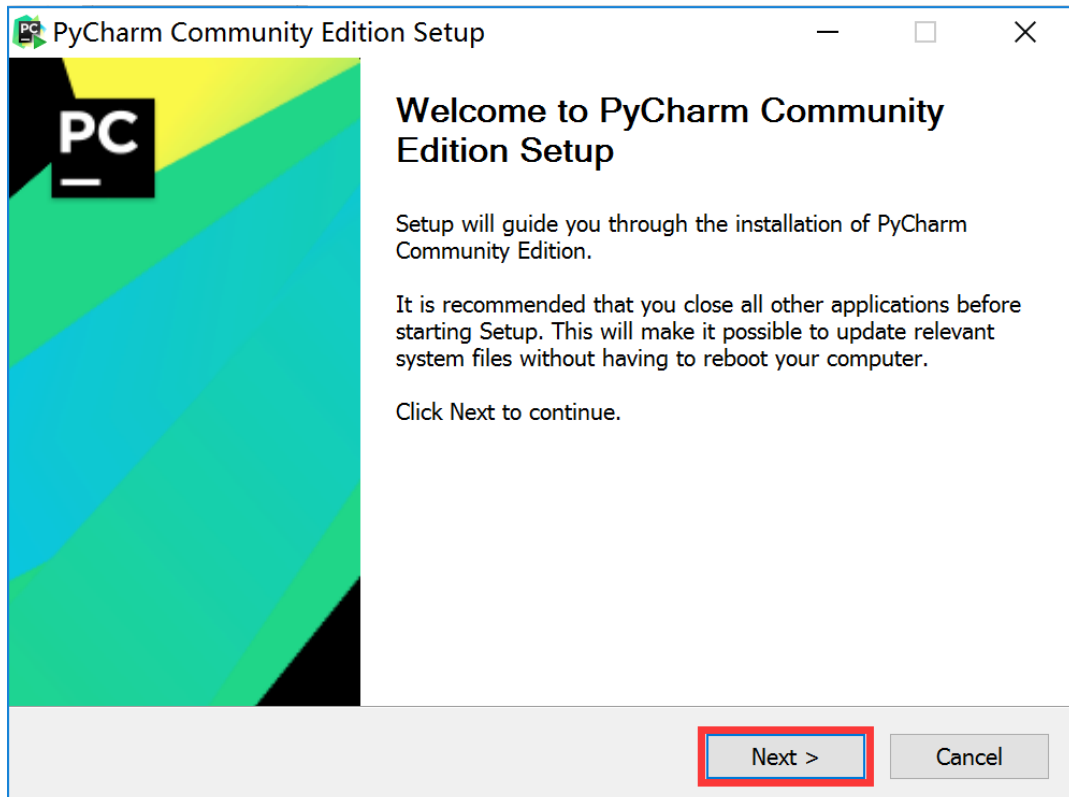 PyCharm Community Edition Setup
PC
Welcome to PyCharm Community
Edition Setup
Setup will guide you through the installation of PyCharm
Community Edition.
It is recommended that you close all other applications before
starting Setup. This will make it possible to update relevant
system files without having to reboot your computer.
Click Next to continue.
Next >
Cancel